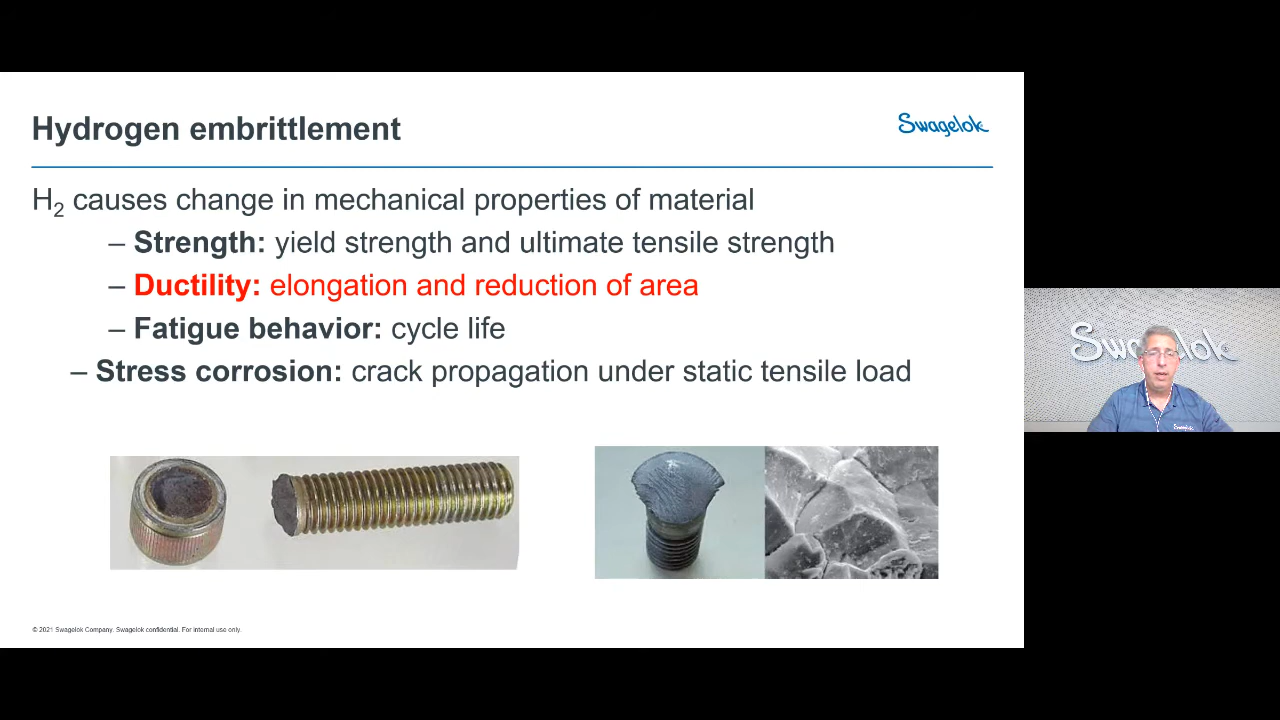 Hydrogen embrittlement
Swagelok
H₂ causes change in mechanical properties of material
– Strength: yield strength and ultimate tensile strength
– Ductility: elongation and reduction of area
– Fatigue behavior: cycle life
– Stress corrosion: crack propagation under static tensile load
Swagelok
Swagelok
© 2021 Swagelok Company. Swagelok confidential. For internal use only.